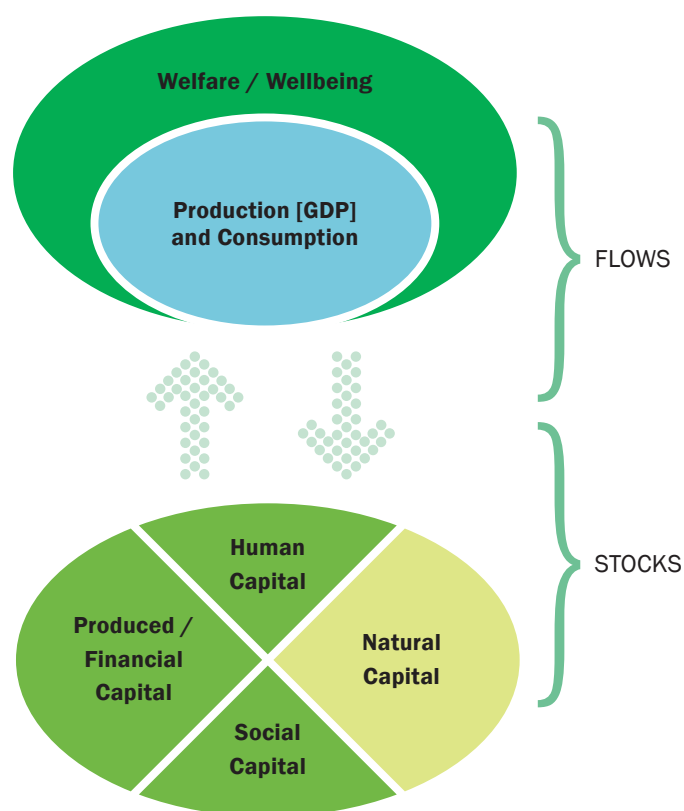 Welfare / Wellbeing
Production [GDP]
and Consumption
FLOWS
Human
Capital
Produced /
Financial
Capital
Natural
Capital
Social
Capital
STOCKS